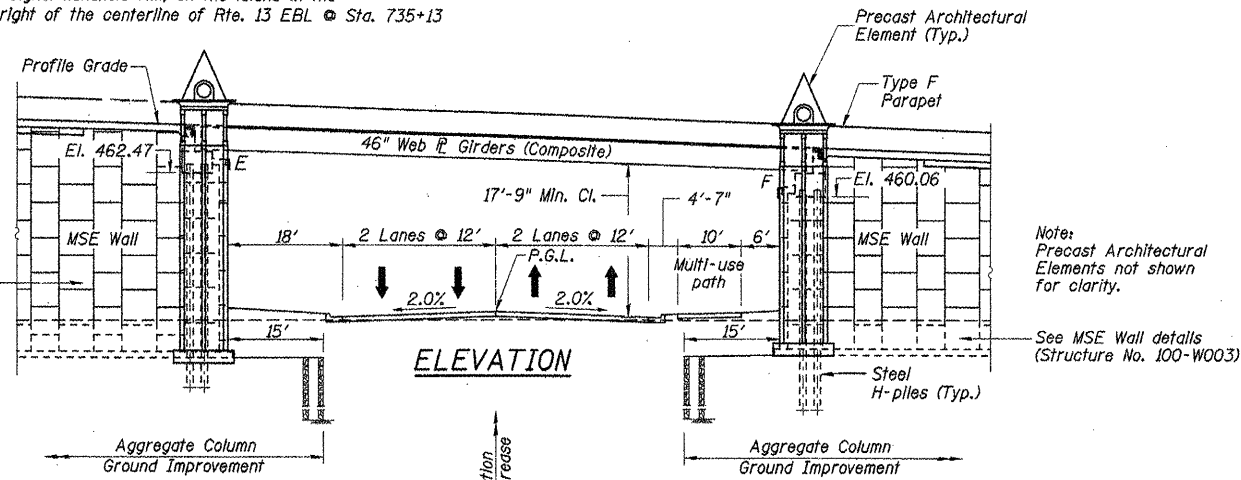 right of the centerline of Rte. 13 EBL @ Sta. 735+13
Precast Architectural
Element (Typ.)
Profile Grade
Type F
Parapet
46" Web ℙ Girders (Composite)
El. 462.47
E
17'-9" Min. Cl.
4'-7"
F
El. 460.06
MSE Wall
18'
2 Lanes @ 12'
2 Lanes @ 12'
10'
6'
MSE Wall
P.G.L.
Multi-use
path
Note:
Precast Architectural
Elements not shown
for clarity.
2.0%
2.0%
15'
15'
ELEVATION
See MSE Wall details
(Structure No. 100-W003)
Steel
H-piles (Typ.)
Aggregate Column
Ground Improvement
Aggregate Column
Ground Improvement